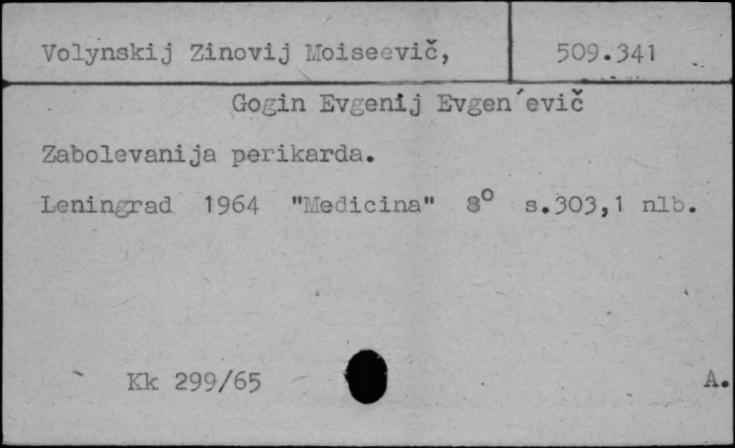 Volynskij Zinovij Moiseevič, 509.341
Gogin Evgenij Evgen´evič
Zabolevanija perikarda.
Leningrad 1964 "Medicina" 8° s.303,1 nlb.
Kk 299/65 A.